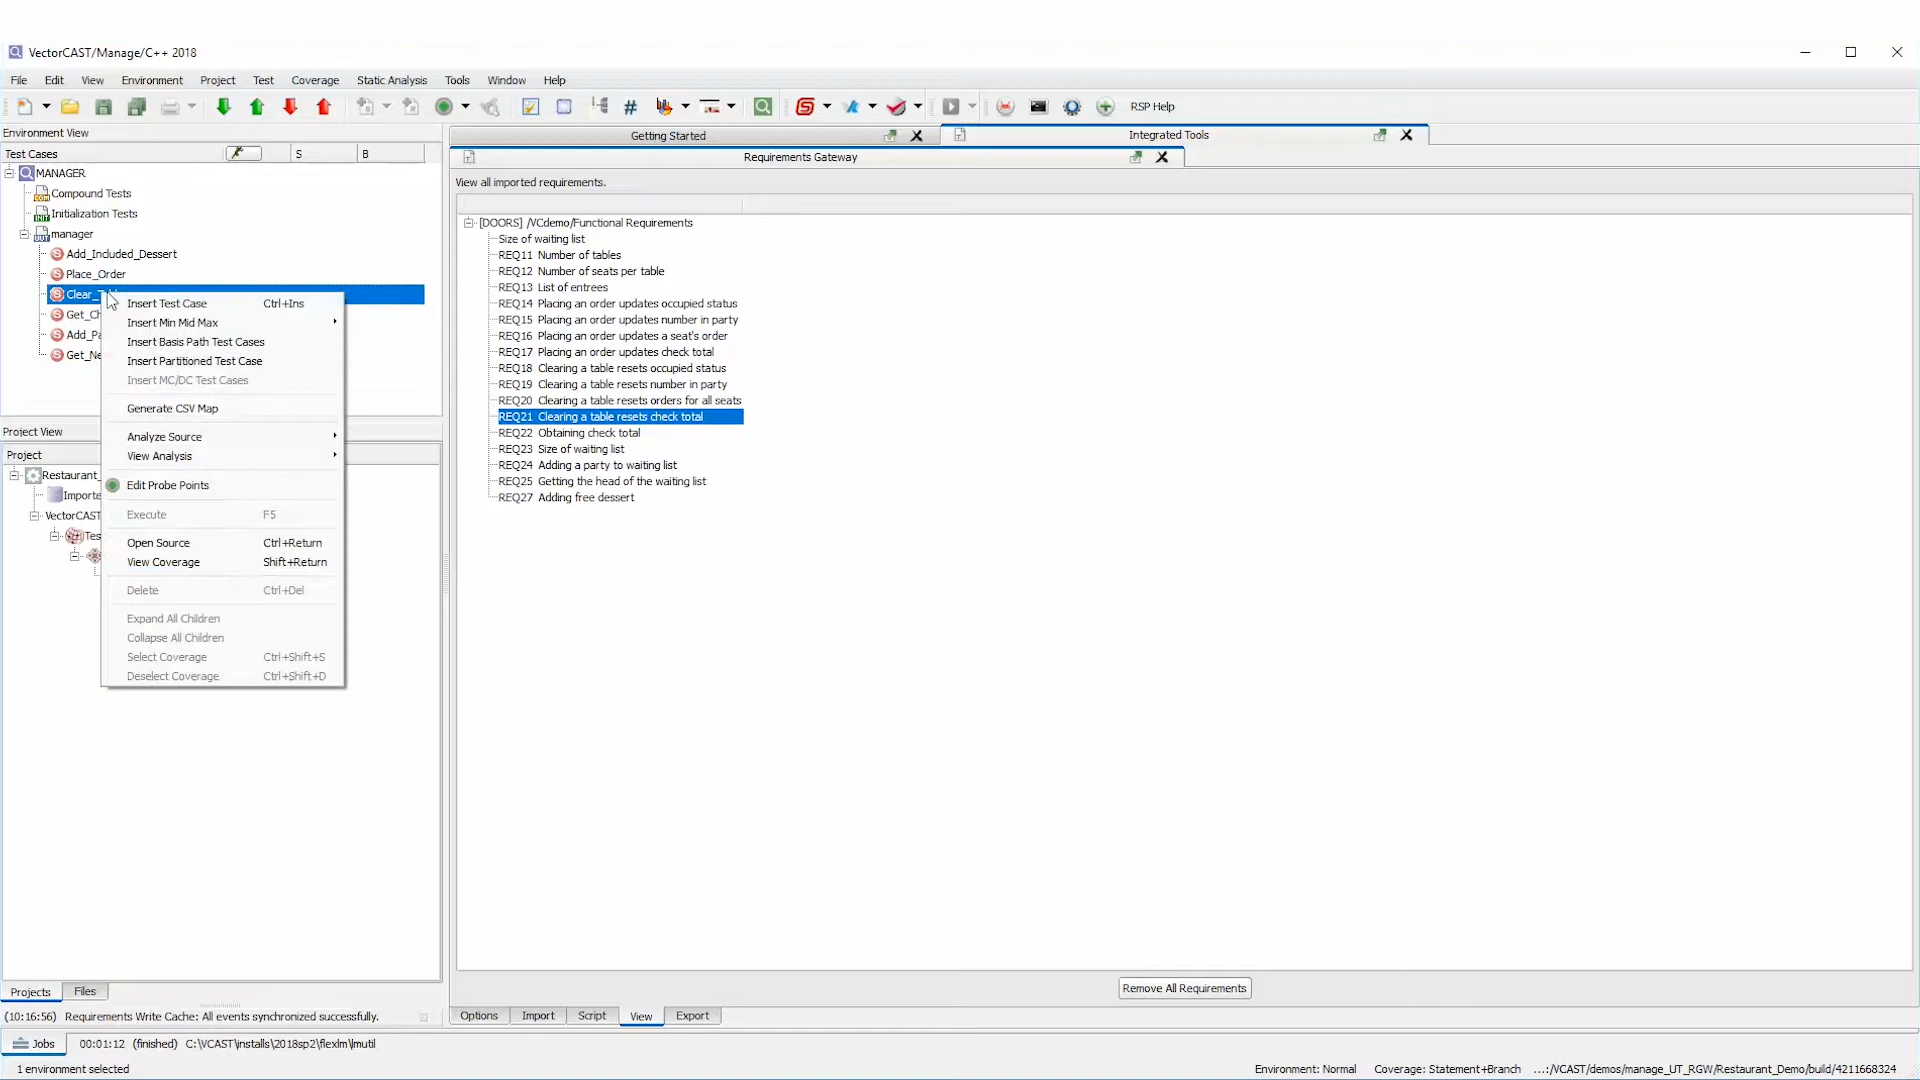 VectorCAST/Manage/C++ 2018
File Edit View Environment Project Test Coverage Static Analysis Tools Window Help
RSP Help
Environment View
Test Cases S B
MANAGER
Compound Tests
Initialization Tests
manager
Add_Included_Dessert
Place_Order
Clear_
Get_Ch
Add_Pa
Get_Ne
Insert Test Case Ctrl+Ins
Insert Min Mid Max
Insert Basis Path Test Cases
Insert Partitioned Test Case
Insert MC/DC Test Cases
Generate CSV Map
Analyze Source
View Analysis
Edit Probe Points
Execute F5
Open Source Ctrl+Return
View Coverage Shift+Return
Delete Ctrl+Del
Expand All Children
Collapse All Children
Select Coverage Ctrl+Shift+S
Deselect Coverage Ctrl+Shift+D
Project View
Project
Restaurant_
Importe
VectorCAST
Tes
Projects Files
Getting Started
Integrated Tools
Requirements Gateway
View all imported requirements.
[DOORS] /VCdemo/Functional Requirements
Size of waiting list
REQ11 Number of tables
REQ12 Number of seats per table
REQ13 List of entrees
REQ14 Placing an order updates occupied status
REQ15 Placing an order updates number in party
REQ16 Placing an order updates a seat's order
REQ17 Placing an order updates check total
REQ18 Clearing a table resets occupied status
REQ19 Clearing a table resets number in party
REQ20 Clearing a table resets orders for all seats
REQ21 Clearing a table resets check total
REQ22 Obtaining check total
REQ23 Size of waiting list
REQ24 Adding a party to waiting list
REQ25 Getting the head of the waiting list
REQ27 Adding free dessert
Remove All Requirements
Options Import Script View Export
(10:16:56) Requirements Write Cache: All events synchronized successfully.
Jobs 00:01:12 (finished) C:\VCAST\installs\2018sp2\flexlm\lmutil
1 environment selected
Environment: Normal Coverage: Statement+Branch ...:/VCAST/demos/manage_UT_RGW/Restaurant_Demo/build/4211668324